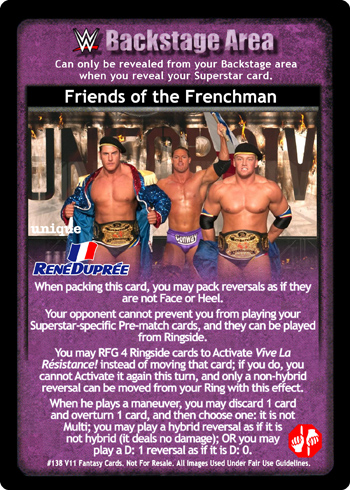 W Backstage Area
Can only be revealed from your Backstage area
when you reveal your Superstar card.
Friends of the Frenchman
UNFORGIV
CONWAY
unique
RENÉDUPRÉE
When packing this card, you may pack reversals as if they
are not Face or Heel.
Your opponent cannot prevent you from playing your
Superstar-specific Pre-match cards, and they can be played
from Ringside.
You may RFG 4 Ringside cards to Activate Vive La
Résistance! instead of moving that card; if you do, you
cannot Activate it again this turn, and only a non-hybrid
reversal can be moved from your Ring with this effect.
When he plays a maneuver, you may discard 1 card
and overturn 1 card, and then choose one: it is not
Multi; you may play a hybrid reversal as if it is
not hybrid (it deals no damage); OR you may
play a D: 1 reversal as if it is D: 0.
#138 V11 Fantasy Cards. Not For Resale. All Images Used Under Fair Use Guidelines.